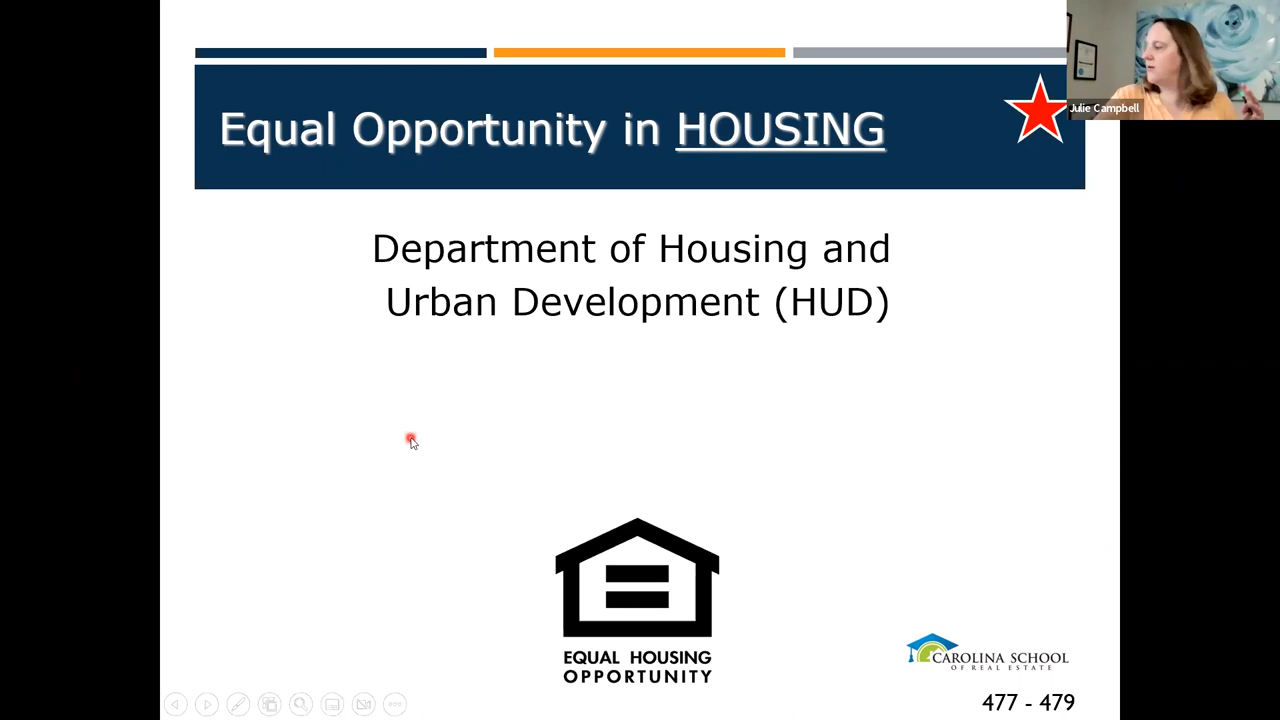 Equal Opportunity in HOUSING
Julie Campbell
Department of Housing and
Urban Development (HUD)
EQUAL HOUSING
OPPORTUNITY
CAROLINA SCHOOL
OF REAL ESTATE
477 - 479